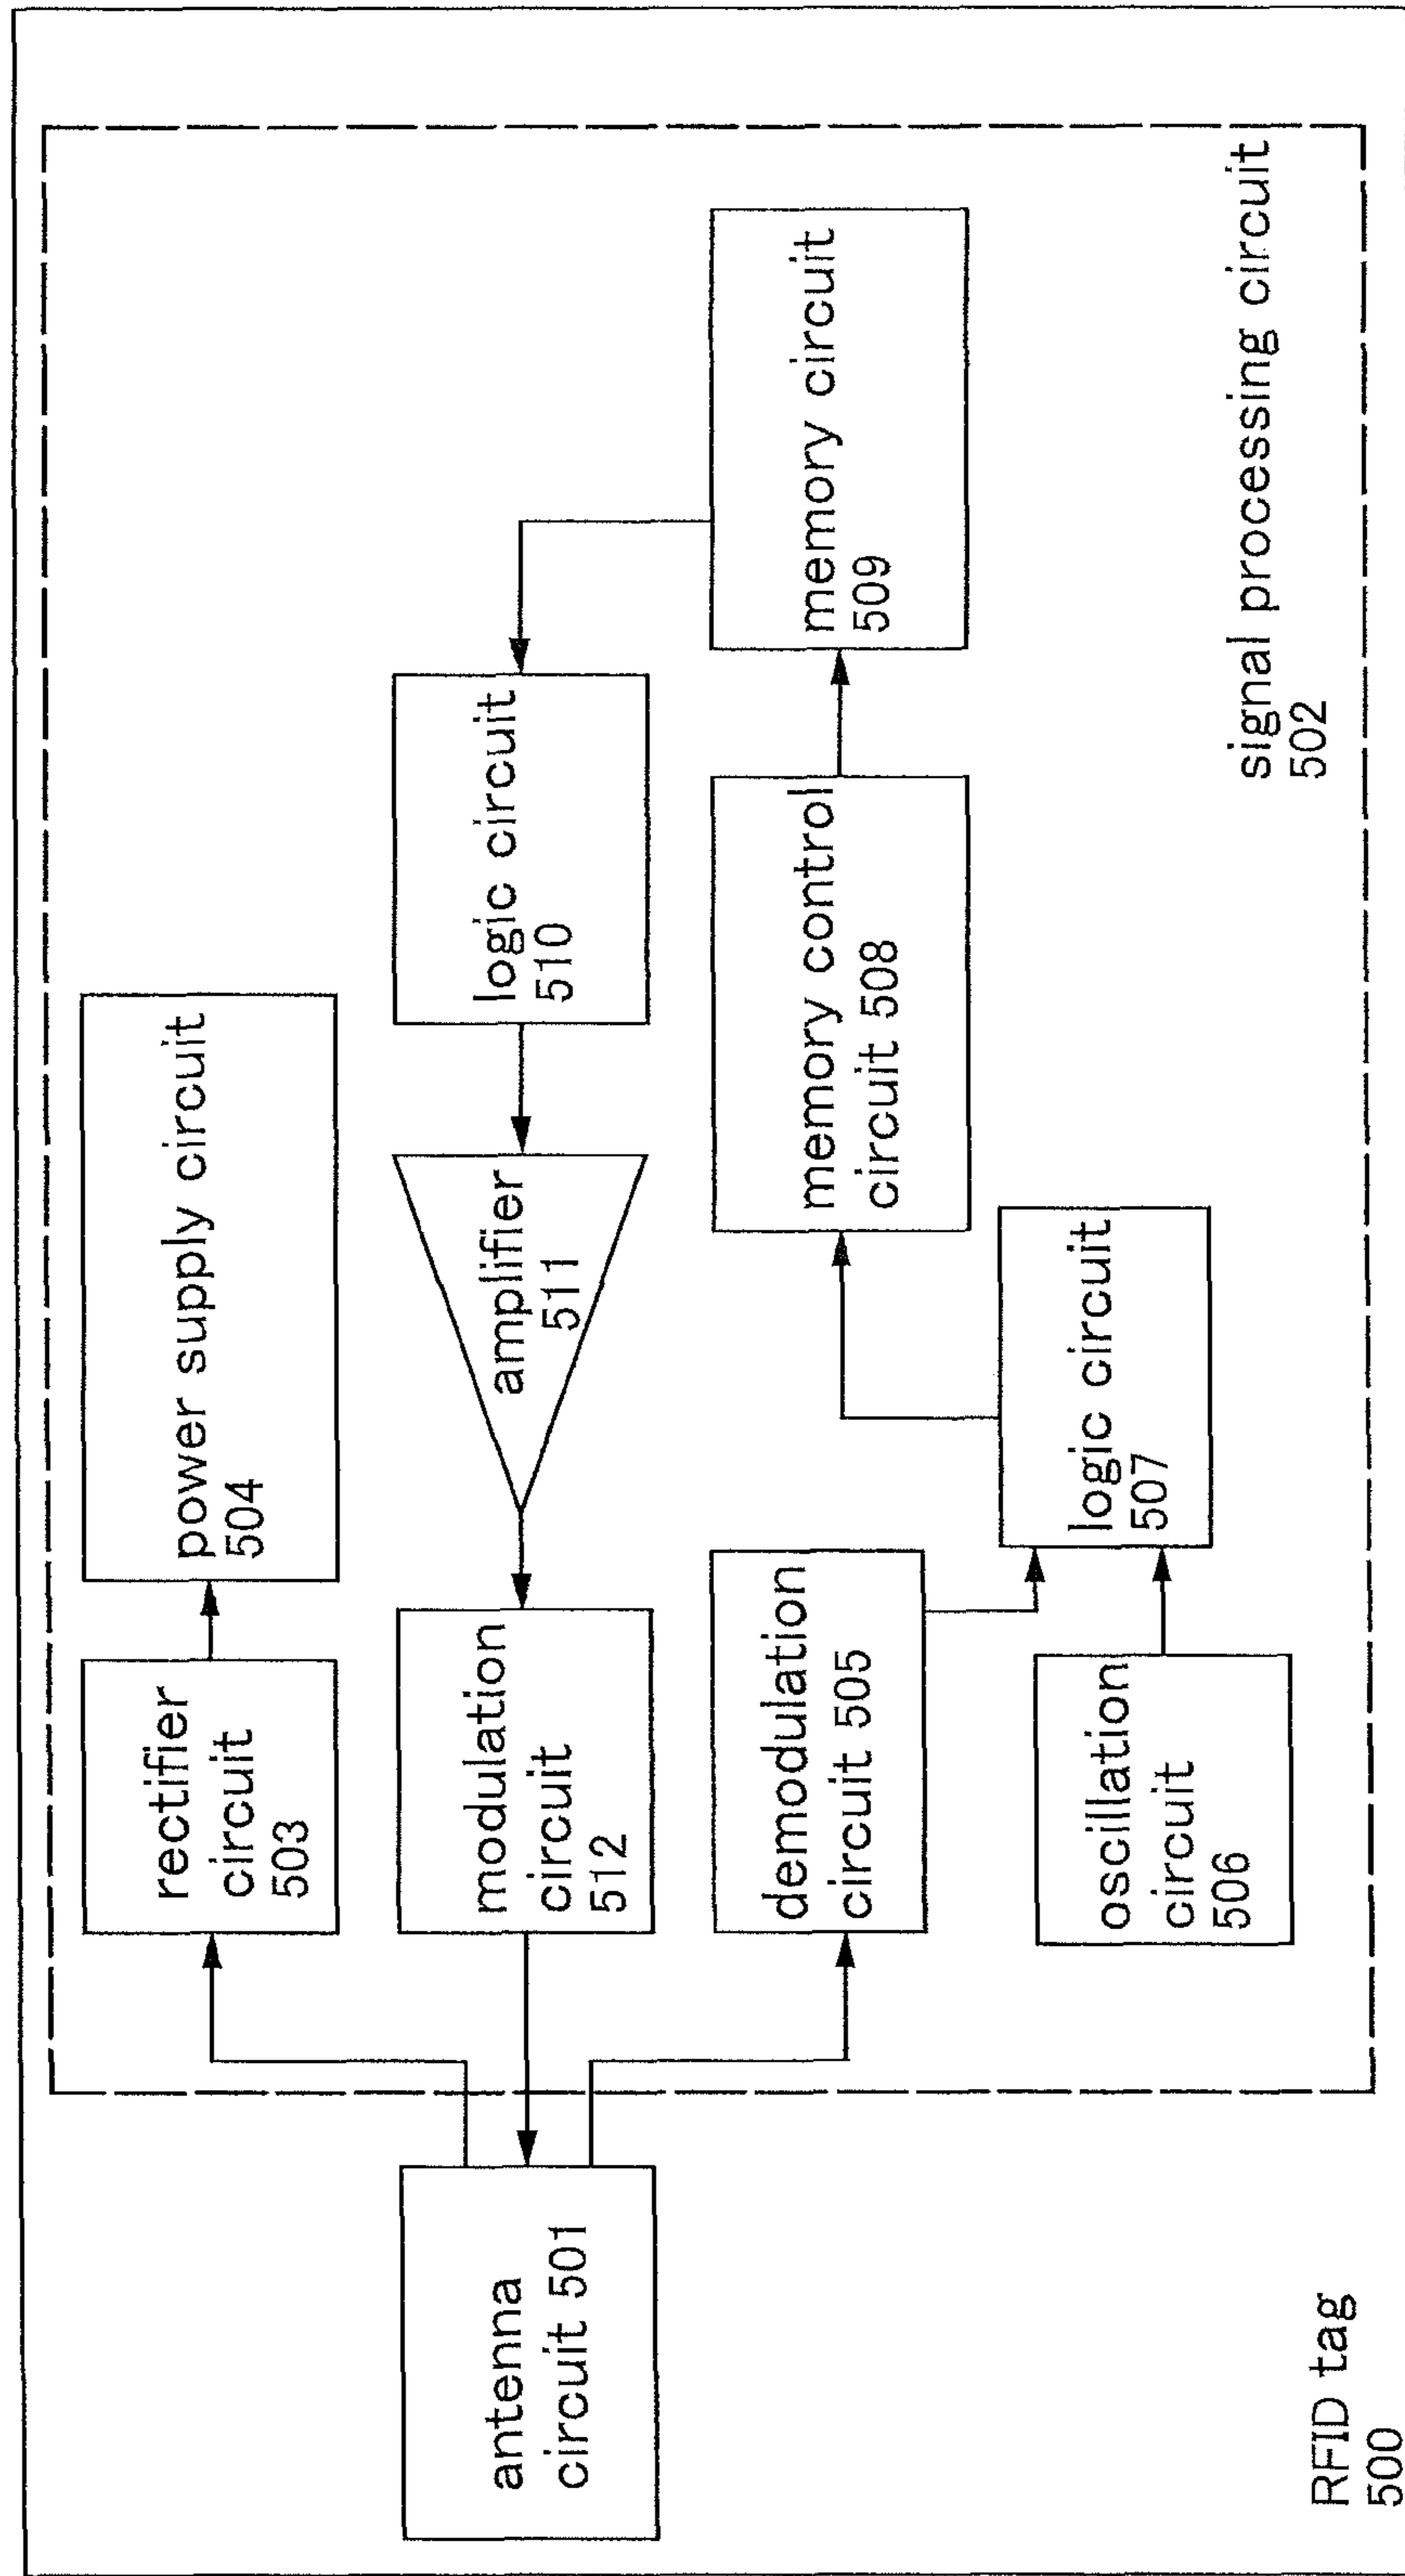 rectifier
circuit
503
power supply circuit
504
antenna
circuit 501
modulation
circuit
512
amplifier
511
logic circuit
510
demodulation
circuit 505
memory control
circuit 508
memory circuit
509
oscillation
circuit
506
logic circuit
507
signal processing circuit
502
RFID tag
500